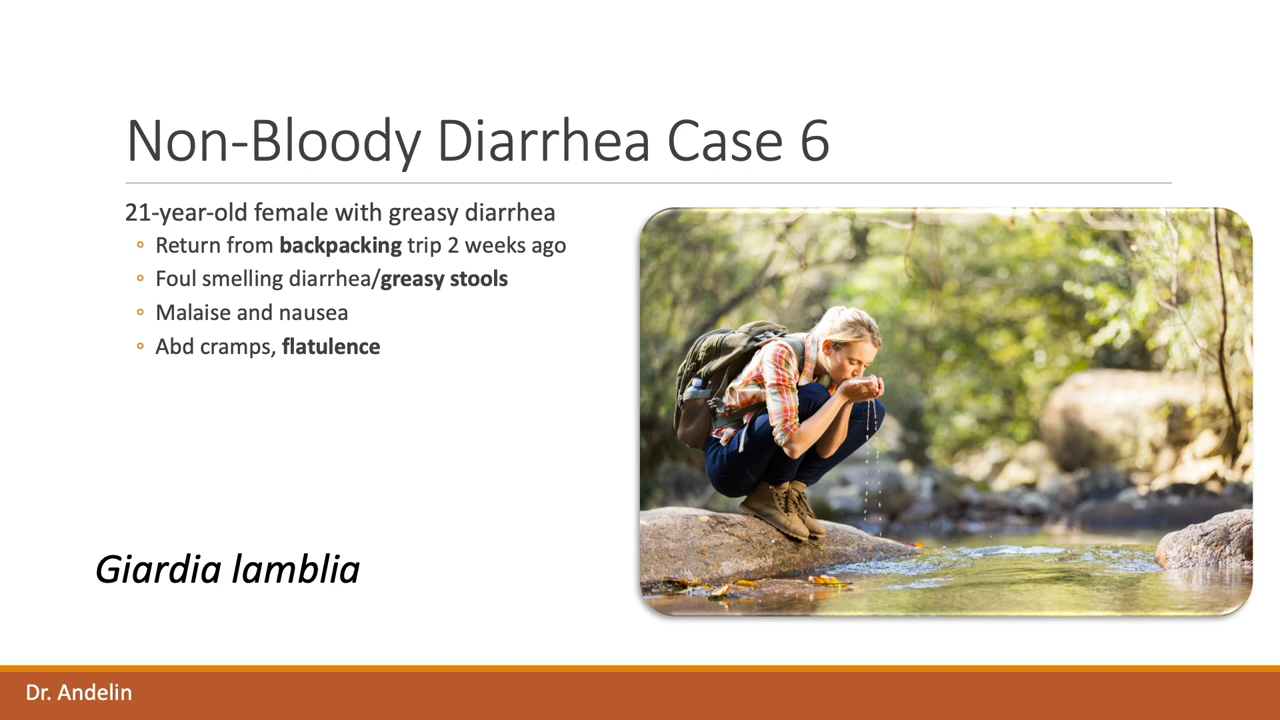 Non-Bloody Diarrhea Case 6
21-year-old female with greasy diarrhea
◦ Return from backpacking trip 2 weeks ago
◦ Foul smelling diarrhea/greasy stools
◦ Malaise and nausea
◦ Abd cramps, flatulence
Giardia lamblia
Dr. Andelin